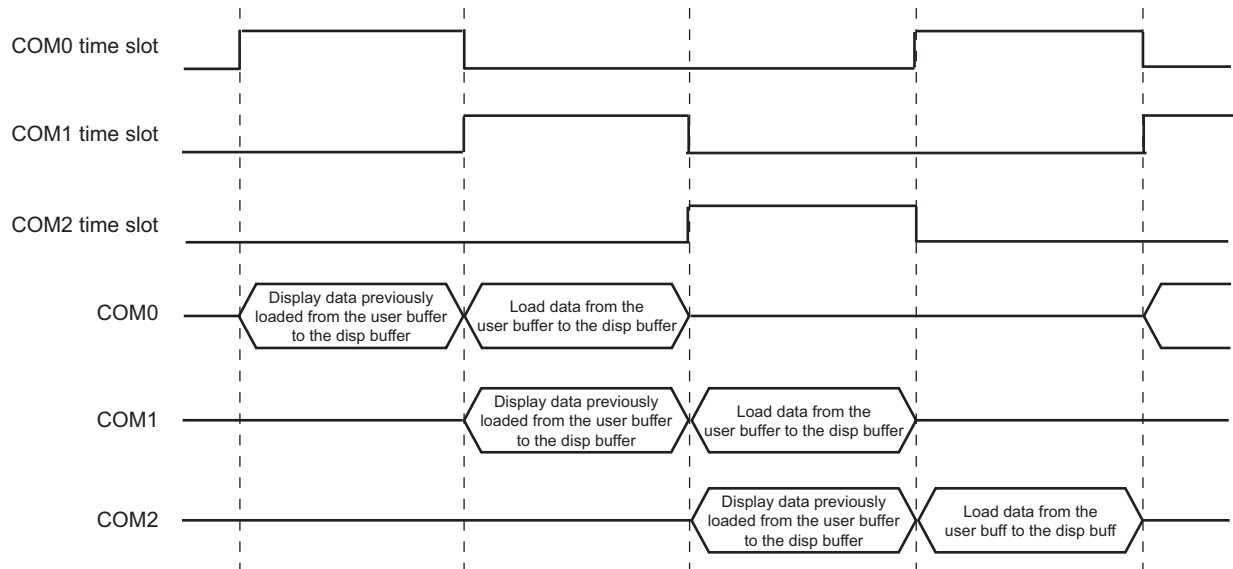 COM0 time slot
COM1 time slot
COM2 time slot
COM0
Display data previously
loaded from the user buffer
to the disp buffer
Load data from the
user buffer to the disp buffer
COM1
Display data previously
loaded from the user buffer
to the disp buffer
Load data from the
user buffer to the disp buffer
COM2
Display data previously
loaded from the user buffer
to the disp buffer
Load data from the
user buff to the disp buff